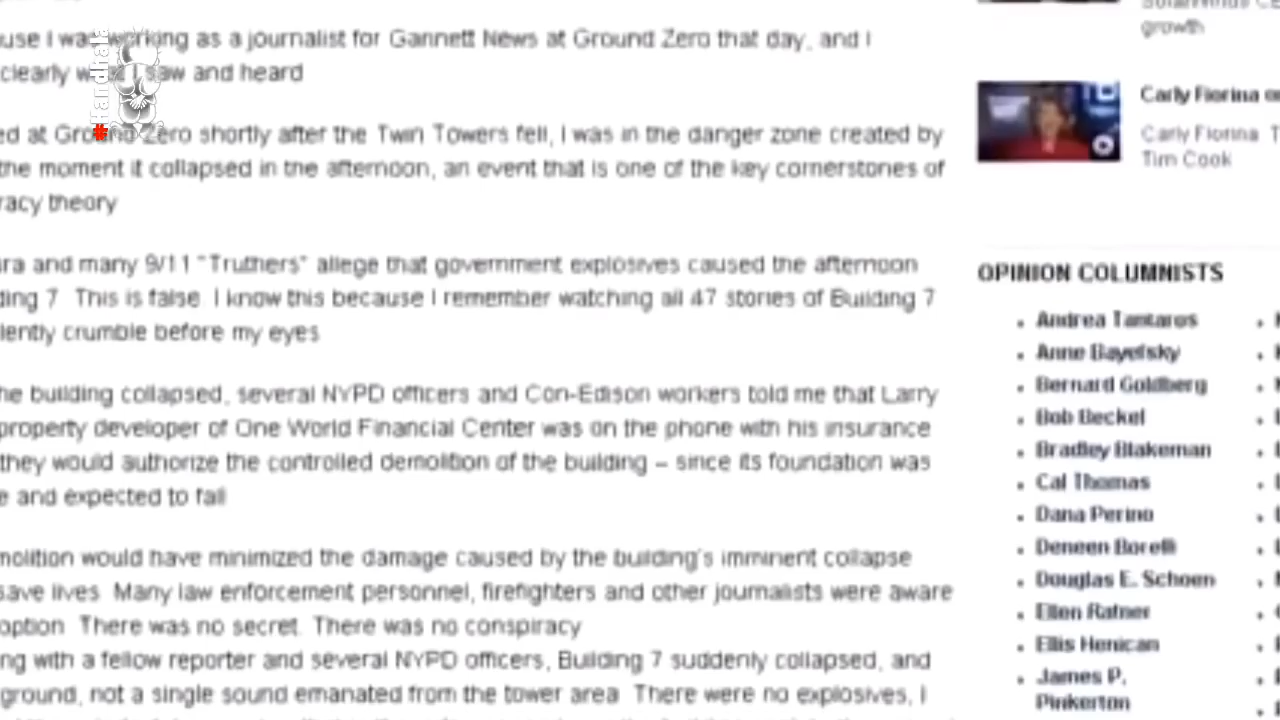 use I was working as a journalist for Gannett News at Ground Zero that day, and I
clearly what I saw and heard
#Handhala
ed at Ground Zero shortly after the Twin Towers fell, I was in the danger zone created by
the moment it collapsed in the afternoon, an event that is one of the key cornerstones of
racy theory
ra and many 9/11 "Truthers" allege that government explosives caused the afternoon
ding 7 This is false I know this because I remember watching all 47 stories of Building 7
lently crumble before my eyes
he building collapsed, several NYPD officers and Con-Edison workers told me that Larry
property developer of One World Financial Center was on the phone with his insurance
they would authorize the controlled demolition of the building – since its foundation was
e and expected to fall
molition would have minimized the damage caused by the building's imminent collapse
save lives Many law enforcement personnel, firefighters and other journalists were aware
option There was no secret There was no conspiracy
ng with a fellow reporter and several NYPD officers, Building 7 suddenly collapsed, and
ground, not a single sound emanated from the tower area There were no explosives, I
growth
Carly Fiorina
Carly Fiorina T
Tim Cook
OPINION COLUMNISTS
Andrea Tantaros
Anne Bayefsky
Bernard Goldberg
Bob Beckel
Bradley Blakeman
Cal Thomas
Dana Perino
Deneen Borelli
Douglas E. Schoen
Ellen Ratner
Ellis Henican
James P.
Pinkerton